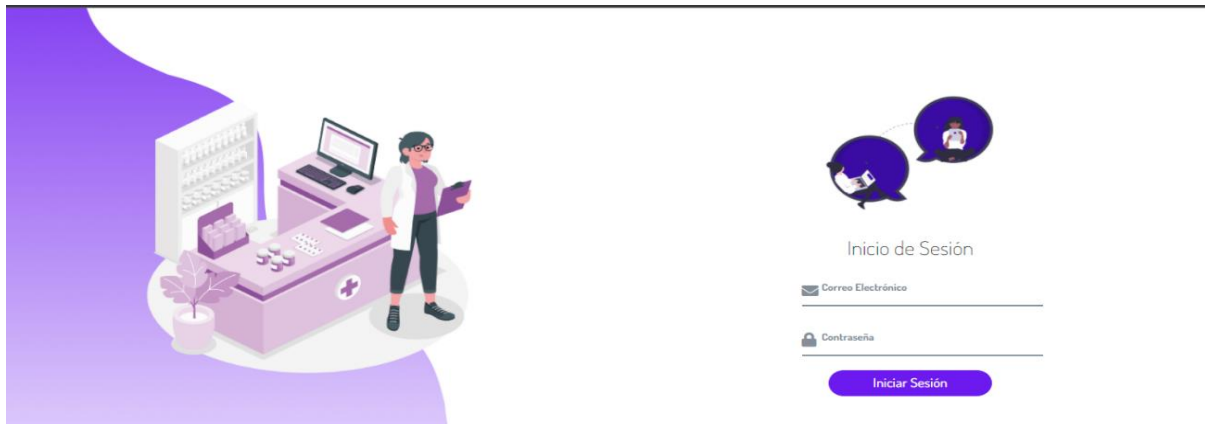 Inicio de Sesión
Correo Electrónico
Contraseña
Iniciar Sesión